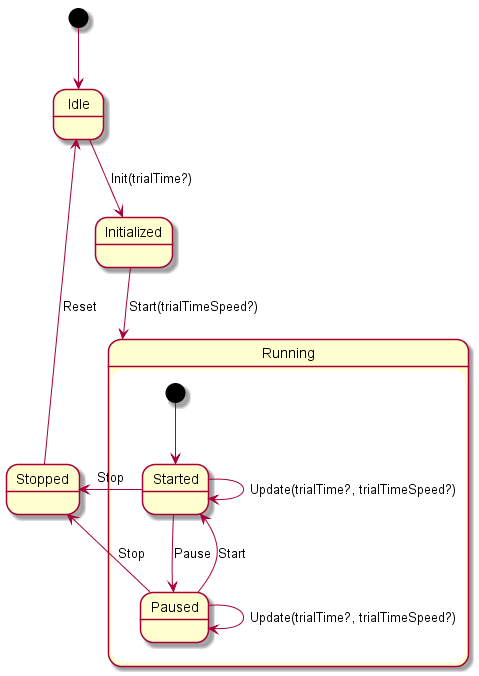 Idle
Init(trialTime?)
Initialized
Reset
Start(trialTimeSpeed?)
Running
Stopped
Stop
Started
Update(trialTime?, trialTimeSpeed?)
Stop
Pause
Start
Paused
Update(trialTime?, trialTimeSpeed?)